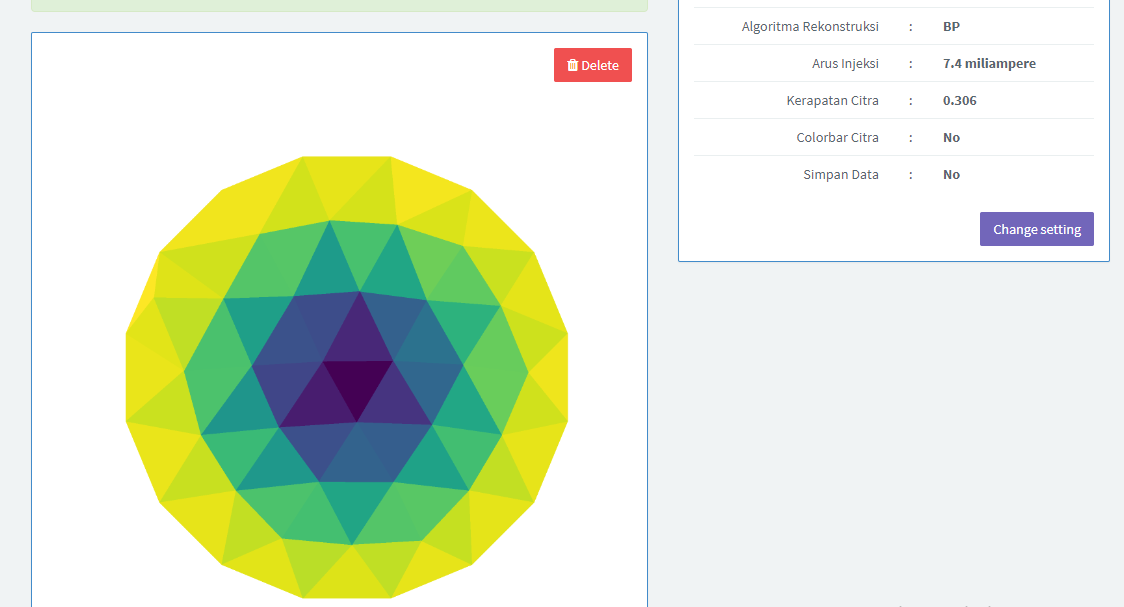 Delete
Algoritma Rekonstruksi : BP
Arus Injeksi : 7.4 miliampere
Kerapatan Citra : 0.306
Colorbar Citra : No
Simpan Data : No
Change setting